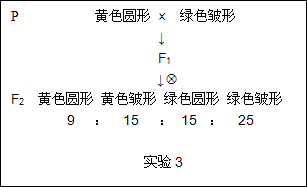 P 黄色圆形 × 绿色皱形
↓
F₁
↓⊗
F₂ 黄色圆形 黄色皱形 绿色圆形 绿色皱形
9 : 15 : 15 : 25
实验3